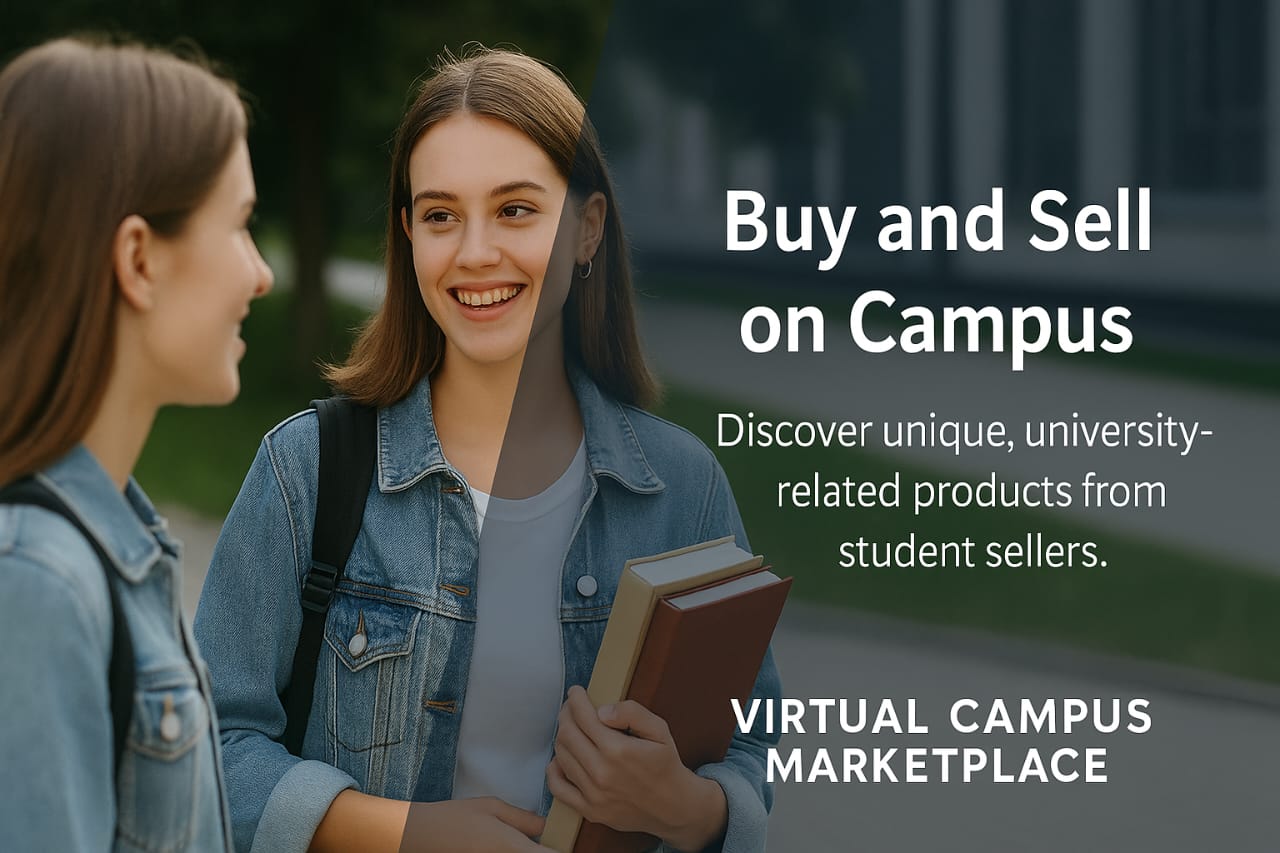 Buy and Sell
on Campus
Discover unique, university-
related products from
student sellers.
VIRTUAL CAMPUS
MARKETPLACE